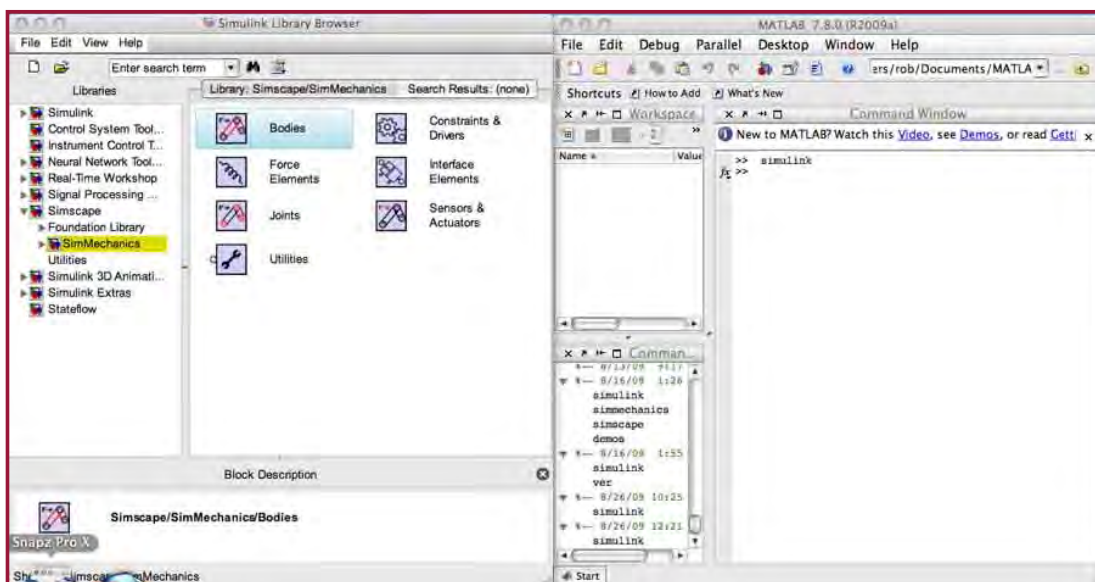 Simulink Library Browser
File Edit View Help
Enter search term
Libraries
Library: Simscape/SimMechanics Search Results: (none)
Simulink
Control System Tool...
Instrument Control T...
Neural Network Tool...
Real-Time Workshop
Signal Processing ...
Simscape
Foundation Library
SimMechanics
Utilities
Simulink 3D Animati...
Simulink Extras
Stateflow
Bodies
Constraints & Drivers
Force Elements
Interface Elements
Joints
Sensors & Actuators
Utilities
Block Description
Simscape/SimMechanics/Bodies
Snapz Pro X
MATLAB 7.8.0 (R2009a)
File Edit Debug Parallel Desktop Window Help
ers/rob/Documents/MATLA
Shortcuts How to Add What's New
Workspace
Name Value
Comman...
8/16/09 1:26
simulink
simmechanics
simscape
demos
8/16/09 1:55
simulink
ver
8/26/09 10:25
simulink
8/26/09 12:21
simulink
Start
Command Window
New to MATLAB? Watch this Video, see Demos, or read Getti
>> simulink
fx >>